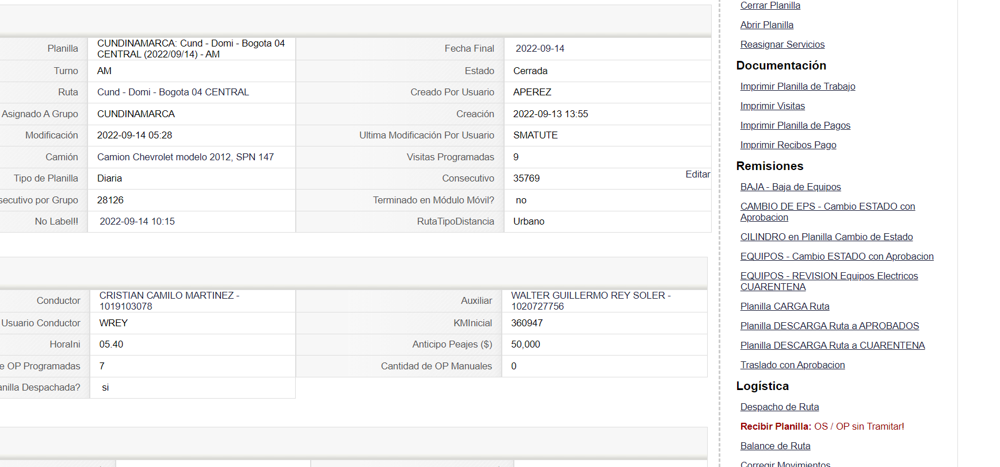 Planilla
CUNDINAMARCA: Cund - Domi - Bogota 04
CENTRAL (2022/09/14) - AM
Fecha Final
2022-09-14
Turno
AM
Estado
Cerrada
Ruta
Cund - Domi - Bogota 04 CENTRAL
Creado Por Usuario
APEREZ
Asignado A Grupo
CUNDINAMARCA
Creación
2022-09-13 13:55
Modificación
2022-09-14 05:28
Ultima Modificación Por Usuario
SMATUTE
Camión
Camion Chevrolet modelo 2012, SPN 147
Visitas Programadas
9
Tipo de Planilla
Diaria
Consecutivo
35769
Editar
secutivo por Grupo
28126
Terminado en Módulo Móvil?
no
No Label!!
2022-09-14 10:15
RutaTipoDistancia
Urbano
Conductor
CRISTIAN CAMILO MARTINEZ -
1019103078
Auxiliar
WALTER GUILLERMO REY SOLER -
1020727756
Usuario Conductor
WREY
KMInicial
360947
HoraIni
05.40
Anticipo Peajes ($)
50,000
e OP Programadas
7
Cantidad de OP Manuales
0
anilla Despachada?
si
Cerrar Planilla
Abrir Planilla
Reasignar Servicios
Documentación
Imprimir Planilla de Trabajo
Imprimir Visitas
Imprimir Planilla de Pagos
Imprimir Recibos Pago
Remisiones
BAJA - Baja de Equipos
CAMBIO DE EPS - Cambio ESTADO con
Aprobacion
CILINDRO en Planilla Cambio de Estado
EQUIPOS - Cambio ESTADO con Aprobacion
EQUIPOS - REVISION Equipos Electricos
CUARENTENA
Planilla CARGA Ruta
Planilla DESCARGA Ruta a APROBADOS
Planilla DESCARGA Ruta a CUARENTENA
Traslado con Aprobacion
Logística
Despacho de Ruta
Recibir Planilla: OS / OP sin Tramitar!
Balance de Ruta
Corregir Movimientos